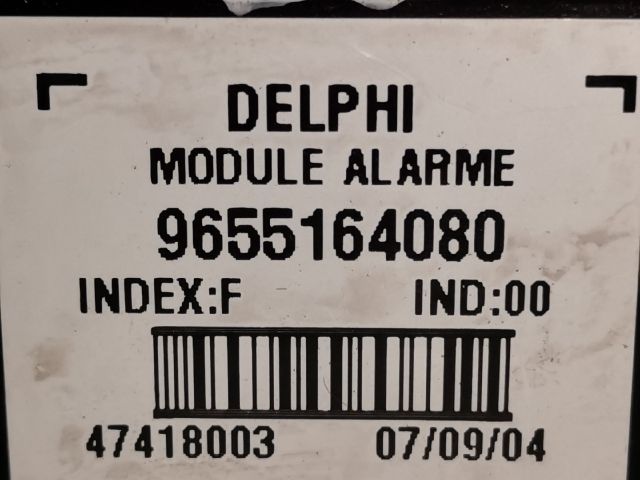 DELPHI
MODULE ALARME
9655164080
INDEX:F IND:00
47418003 07/09/04